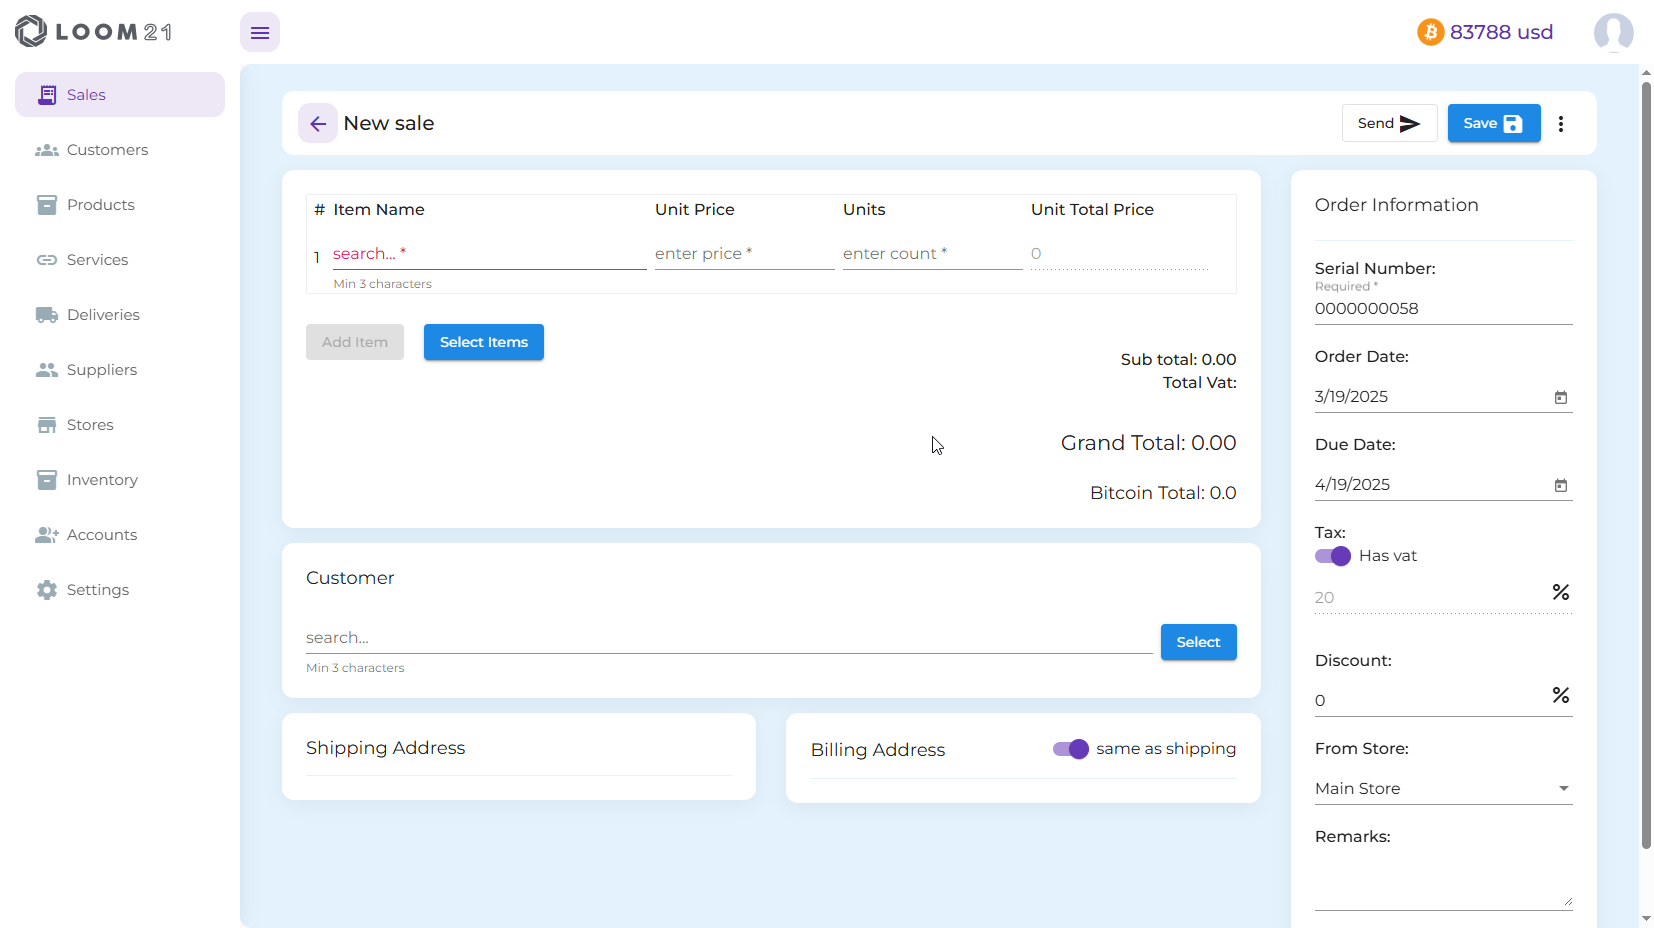 LOOM 21
83788 usd
Sales
Customers
Products
Services
Deliveries
Suppliers
Stores
Inventory
Accounts
Settings
New sale
Send
Save
# Item Name Unit Price Units Unit Total Price
1 search... * enter price * enter count * 0
Min 3 characters
Add Item Select Items
Sub total: 0.00
Total Vat:
Grand Total: 0.00
Bitcoin Total: 0.0
Customer
search...
Select
Min 3 characters
Shipping Address
Billing Address
same as shipping
Order Information
Serial Number:
Required *
0000000058
Order Date:
3/19/2025
Due Date:
4/19/2025
Tax:
Has vat
20 %
Discount:
0 %
From Store:
Main Store
Remarks: